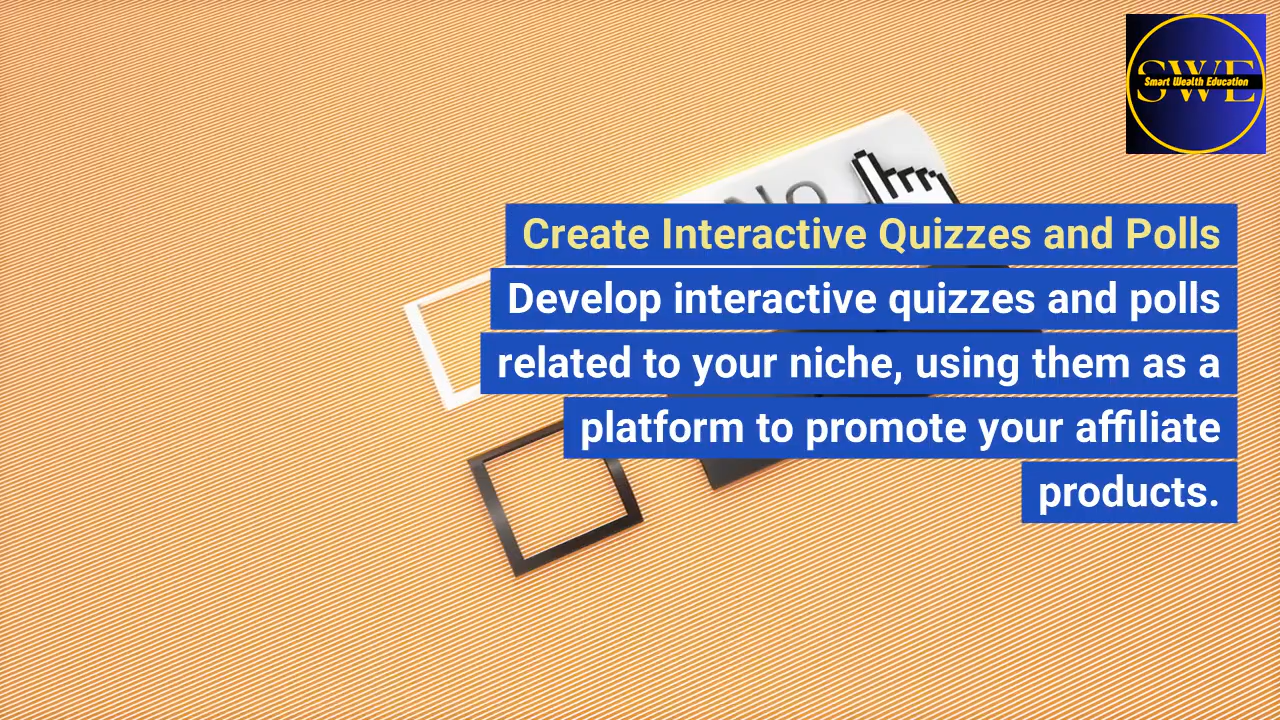 SWE
Smart Wealth Education
No
Create Interactive Quizzes and Polls
Develop interactive quizzes and polls
related to your niche, using them as a
platform to promote your affiliate
products.